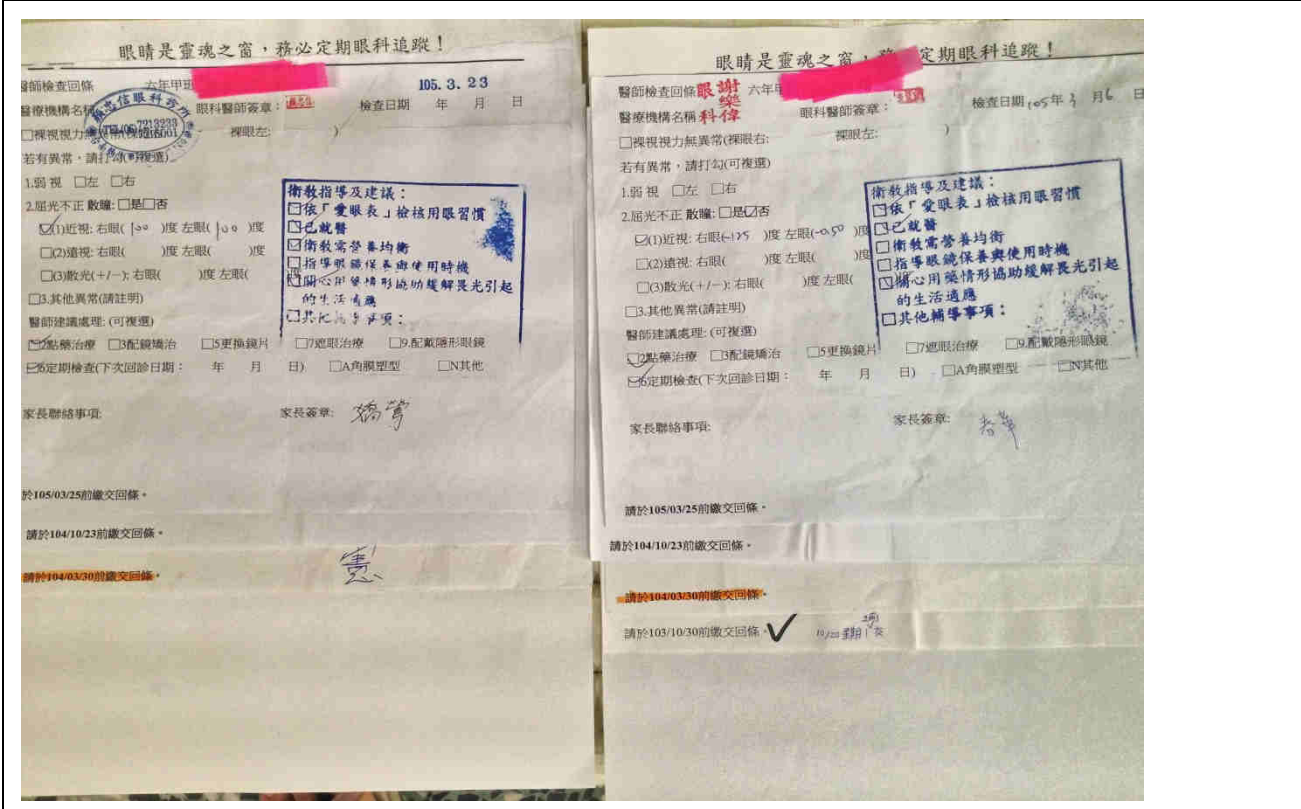 眼睛是靈魂之窗，務必定期眼科追蹤！
醫師檢查回條 六年甲班
105.3.23
醫療機構名稱 眼科醫師簽章： 檢查日期 年 月 日
顏忠信眼科診所
□裸視視力無異常(裸眼右: 裸眼左: )
若有異常，請打勾(可複選)
1.弱視 □左 □右
2.屈光不正 散瞳: □是□否
☑(1)近視: 右眼( 100 )度 左眼( 100 )度
□(2)遠視: 右眼( )度 左眼( )度
□(3)散光(+/−): 右眼( )度 左眼(
□3.其他異常(請註明)
醫師建議處理: (可複選)
☑2點藥治療 □3配鏡矯治 □5更換鏡片 □7遮眼治療 □9.配戴隱形眼鏡
☑6定期檢查(下次回診日期： 年 月 日) □A角膜塑型 □N其他
衛教指導及建議：
□依「愛眼表」檢核用眼習慣
☑已就醫
☑衛教需營養均衡
□指導眼鏡保養與使用時機
☑關心用藥情形協助緩解畏光引起
的生活適應
□其他輔導事項：
家長聯絡事項: 家長簽章:
於105/03/25前繳交回條。
請於104/10/23前繳交回條。
憲
請於104/03/30前繳交回條。
眼睛是靈魂之窗，務 定期眼科追蹤！
醫師檢查回條 六年
謝樂偉
眼科
醫療機構名稱 眼科醫師簽章： 檢查日期105年3月6日
□裸視視力無異常(裸眼右: 裸眼左: )
若有異常，請打勾(可複選)
1.弱視 □左 □右
2.屈光不正 散瞳: □是☑否
☑(1)近視: 右眼(-1.25 )度 左眼(-0.50 )度
□(2)遠視: 右眼( )度 左眼( )度
□(3)散光(+/−): 右眼( )度 左眼(
□3.其他異常(請註明)
醫師建議處理: (可複選)
☑2點藥治療 □3配鏡矯治 □5更換鏡片 □7遮眼治療 □9.配戴隱形眼鏡
☑6定期檢查(下次回診日期： 年 月 日) □A角膜塑型 □N其他
衛教指導及建議：
□依「愛眼表」檢核用眼習慣
☑已就醫
□衛教需營養均衡
□指導眼鏡保養與使用時機
☑關心用藥情形協助緩解畏光引起
的生活適應
□其他輔導事項：
家長聯絡事項: 家長簽章:
請於105/03/25前繳交回條。
請於104/10/23前繳交回條。
請於104/03/30前繳交回條。
請於103/10/30前繳交回條。✓